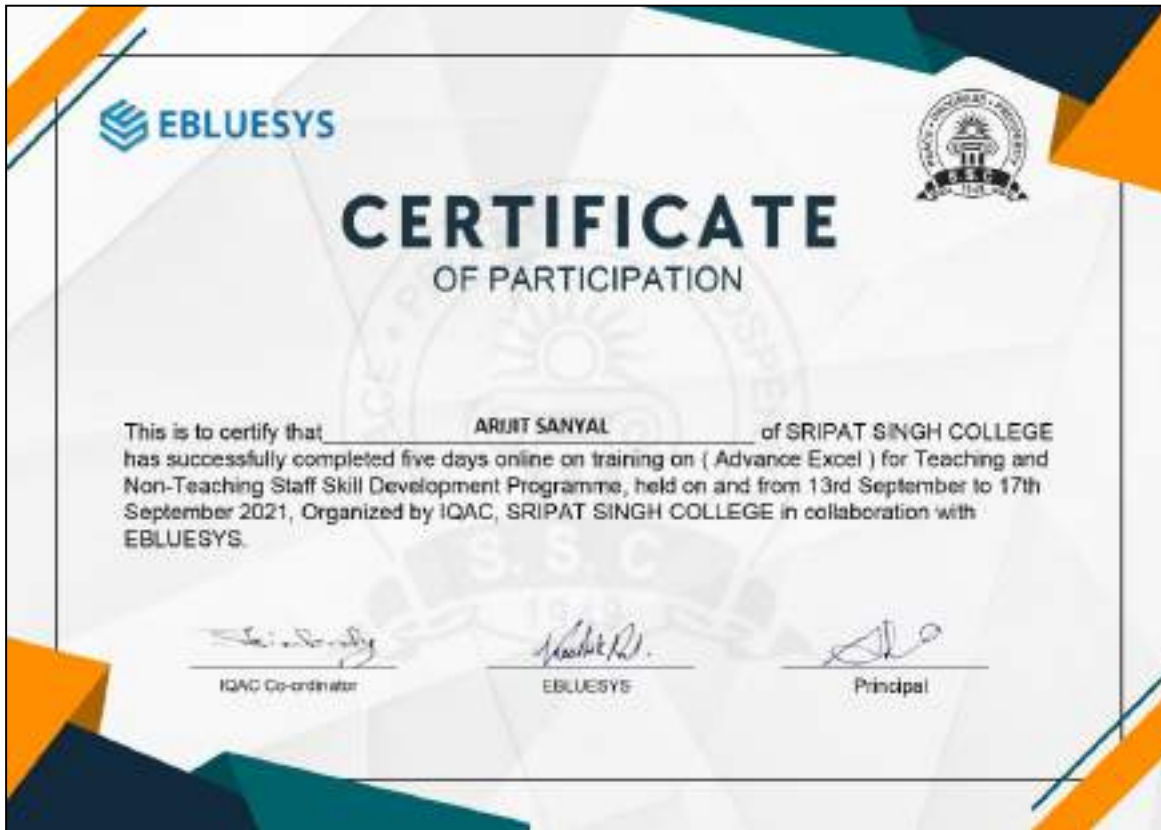 EBLUESYS
PEACE • PROGRESS • PROSPERITY
S. S. C
CERTIFICATE
OF PARTICIPATION
This is to certify that ARIJIT SANYAL of SRIPAT SINGH COLLEGE
has successfully completed five days online on training on ( Advance Excel ) for Teaching and
Non-Teaching Staff Skill Development Programme, held on and from 13rd September to 17th
September 2021, Organized by IQAC, SRIPAT SINGH COLLEGE in collaboration with
EBLUESYS.
S. S. C
IQAC Co-ordinator
EBLUESYS
Principal